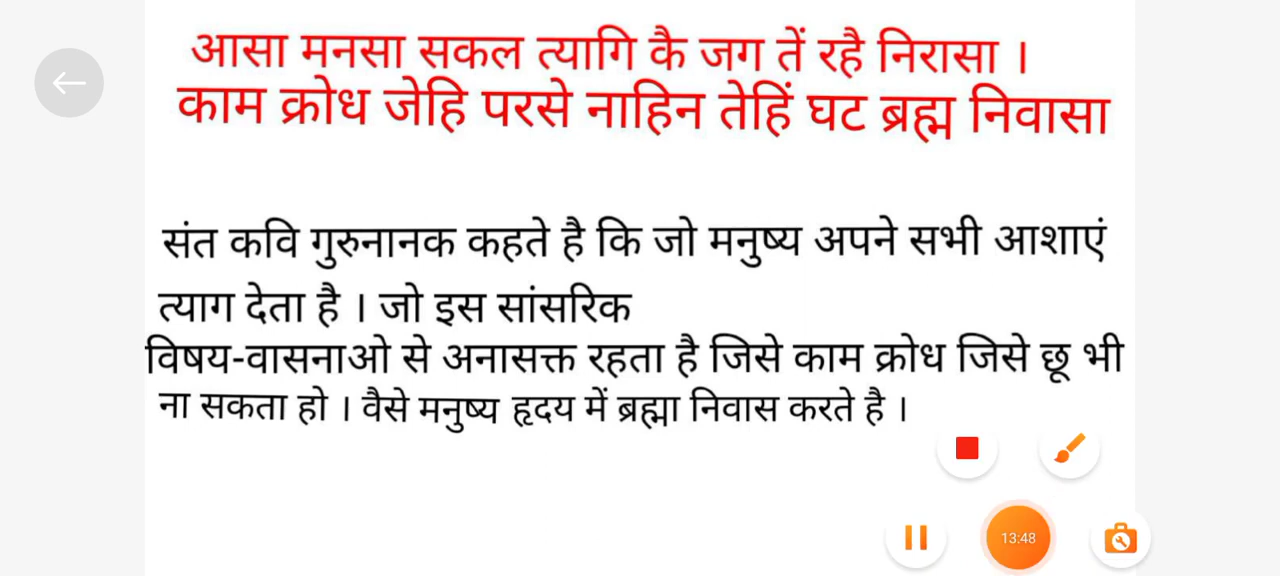 आसा मनसा सकल त्यागि कै जग तें रहै निरासा ।
काम क्रोध जेहि परसे नाहिन तेहिं घट ब्रह्म निवासा
संत कवि गुरुनानक कहते है कि जो मनुष्य अपने सभी आशाएं
त्याग देता है । जो इस सांसरिक
विषय-वासनाओ से अनासक्त रहता है जिसे काम क्रोध जिसे छू भी
ना सकता हो । वैसे मनुष्य हृदय में ब्रह्मा निवास करते है ।
13:48